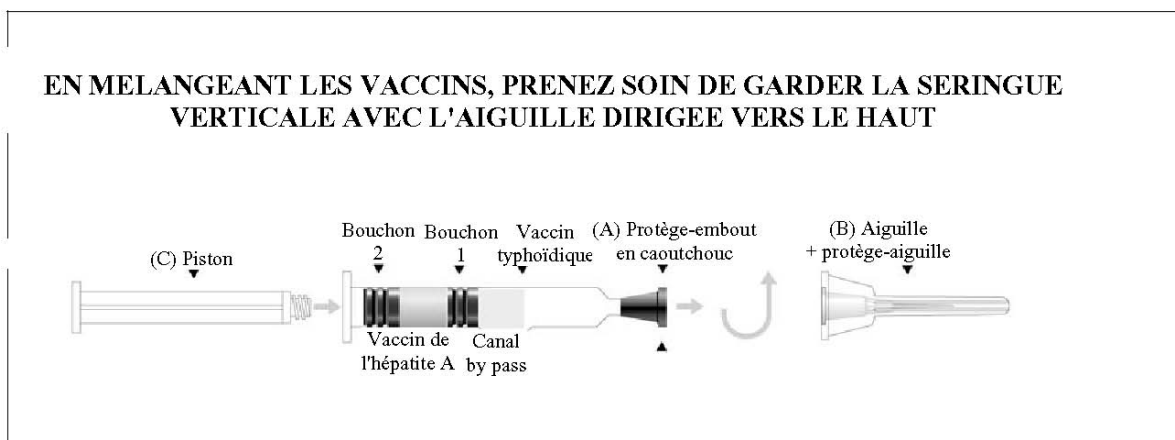 EN MELANGEANT LES VACCINS, PRENEZ SOIN DE GARDER LA SERINGUE
VERTICALE AVEC L'AIGUILLE DIRIGEE VERS LE HAUT
(C) Piston
Bouchon
2
Bouchon
1
Vaccin
typhoïdique
(A) Protège-embout
en caoutchouc
(B) Aiguille
+ protège-aiguille
Vaccin de
l'hépatite A
Canal
by pass